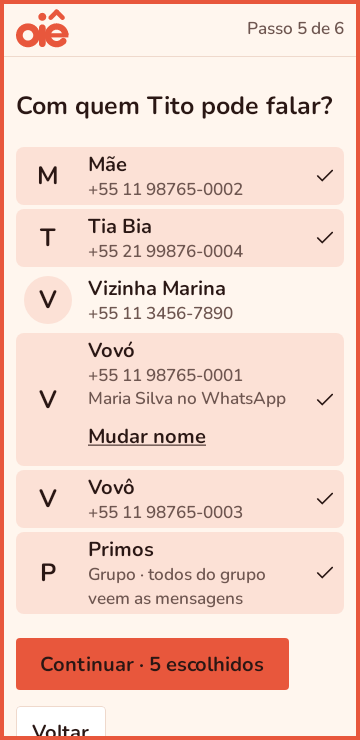 oiê
Passo 5 de 6
Com quem Tito pode falar?
M
Mãe
+55 11 98765-0002
T
Tia Bia
+55 21 99876-0004
V
Vizinha Marina
+55 11 3456-7890
V
Vovó
+55 11 98765-0001
Maria Silva no WhatsApp
Mudar nome
V
Vovô
+55 11 98765-0003
P
Primos
Grupo · todos do grupo
veem as mensagens
Continuar · 5 escolhidos
Voltar